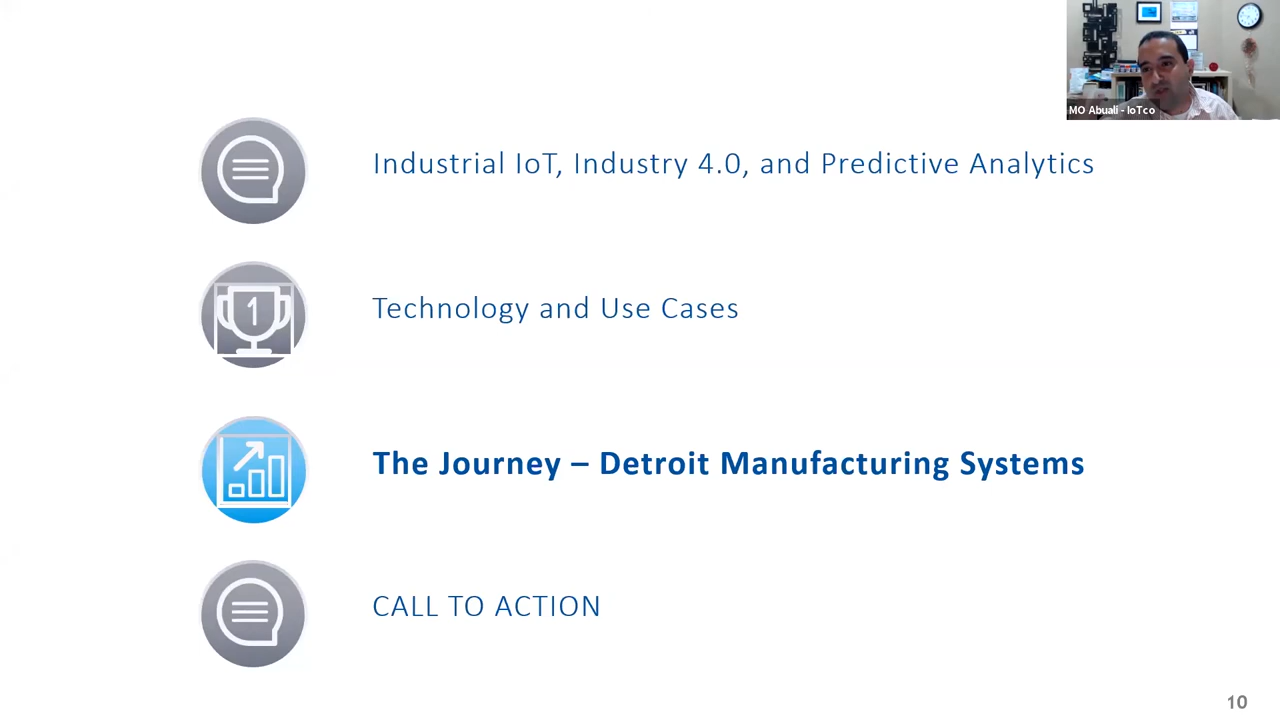 MO Abuali - IoTco
Industrial IoT, Industry 4.0, and Predictive Analytics
1
Technology and Use Cases
The Journey – Detroit Manufacturing Systems
CALL TO ACTION
10